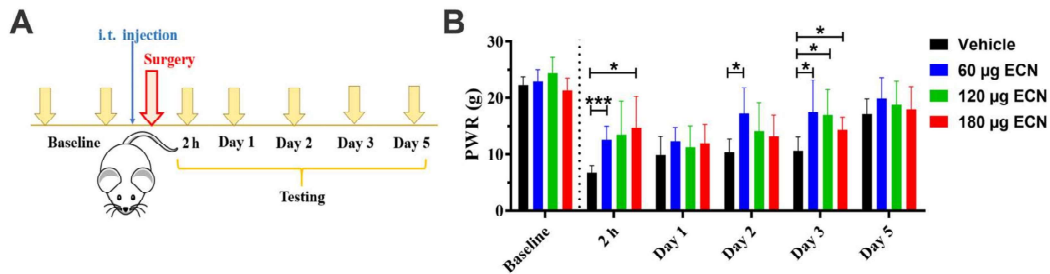 A
i.t. injection
Surgery
Baseline
2 h
Day 1
Day 2
Day 3
Day 5
Testing
B
PWR (g)
30
20
10
0
***
*
*
*
*
*
Baseline
2 h
Day 1
Day 2
Day 3
Day 5
Vehicle
60 μg ECN
120 μg ECN
180 μg ECN